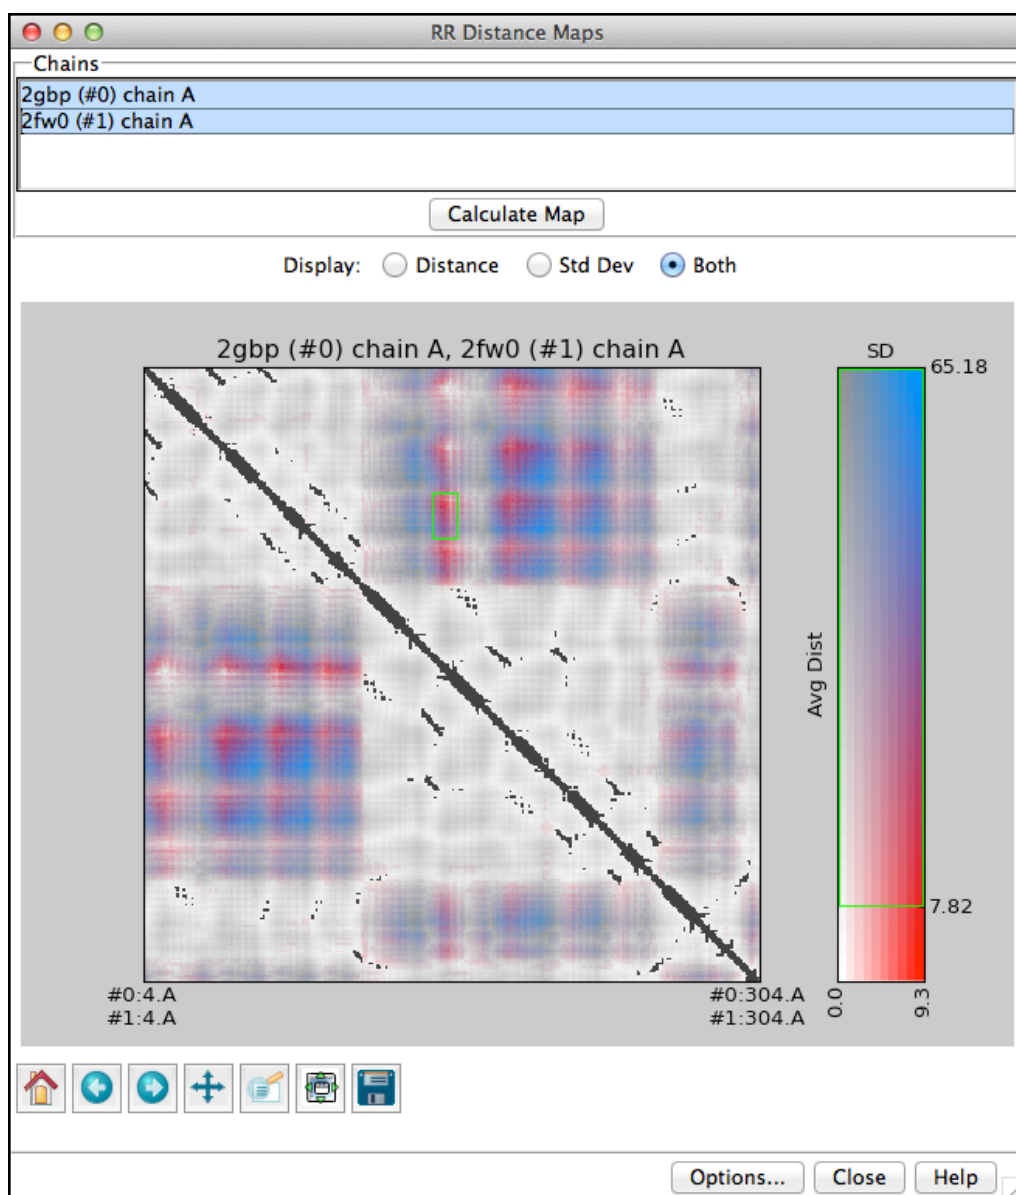 RR Distance Maps
Chains
2gbp (#0) chain A
2fw0 (#1) chain A
Calculate Map
Display: Distance Std Dev Both
2gbp (#0) chain A, 2fw0 (#1) chain A
SD
65.18
Avg Dist
7.82
0.0
9.3
#0:4.A
#1:4.A
#0:304.A
#1:304.A
Options... Close Help